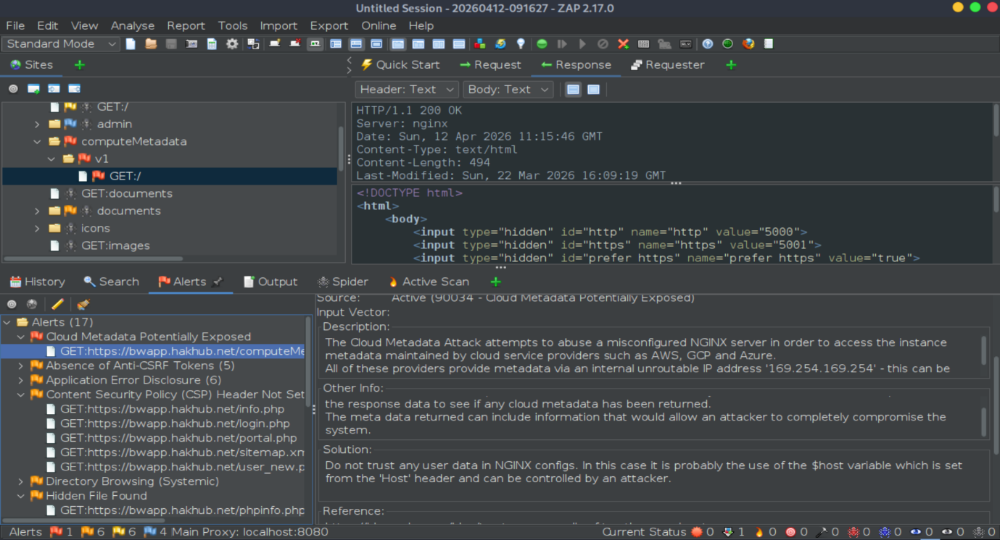 Untitled Session - 20260412-091627 - ZAP 2.17.0
File Edit View Analyse Report Tools Import Export Online Help
Standard Mode
Sites
Quick Start Request Response Requester
Header: Text Body: Text
GET:/
admin
computeMetadata
v1
GET:/
GET:documents
documents
icons
GET:images
HTTP/1.1 200 OK
Server: nginx
Date: Sun, 12 Apr 2026 11:15:46 GMT
Content-Type: text/html
Content-Length: 494
Last-Modified: Sun, 22 Mar 2026 16:09:19 GMT
<!DOCTYPE html>
<html>
<body>
<input type="hidden" id="http" name="http" value="5000">
<input type="hidden" id="https" name="https" value="5001">
<input type="hidden" id="prefer https" name="prefer https" value="true">
History Search Alerts Output Spider Active Scan
Alerts (17)
Cloud Metadata Potentially Exposed
GET:https://bwapp.hakhub.net/computeMe
Absence of Anti-CSRF Tokens (5)
Application Error Disclosure (6)
Content Security Policy (CSP) Header Not Set
GET:https://bwapp.hakhub.net/info.php
GET:https://bwapp.hakhub.net/login.php
GET:https://bwapp.hakhub.net/portal.php
GET:https://bwapp.hakhub.net/sitemap.xm
GET:https://bwapp.hakhub.net/user_new.p
Directory Browsing (Systemic)
Hidden File Found
GET:https://bwapp.hakhub.net/phpinfo.php
Source: Active (90034 - Cloud Metadata Potentially Exposed)
Input Vector:
Description:
The Cloud Metadata Attack attempts to abuse a misconfigured NGINX server in order to access the instance
metadata maintained by cloud service providers such as AWS, GCP and Azure.
All of these providers provide metadata via an internal unroutable IP address '169.254.169.254' - this can be
Other Info:
the response data to see if any cloud metadata has been returned.
The meta data returned can include information that would allow an attacker to completely compromise the
system.
Solution:
Do not trust any user data in NGINX configs. In this case it is probably the use of the $host variable which is set
from the 'Host' header and can be controlled by an attacker.
Reference:
Alerts 1 6 6 4 Main Proxy: localhost:8080
Current Status 0 1 0 0 0 0 0 0 0 0